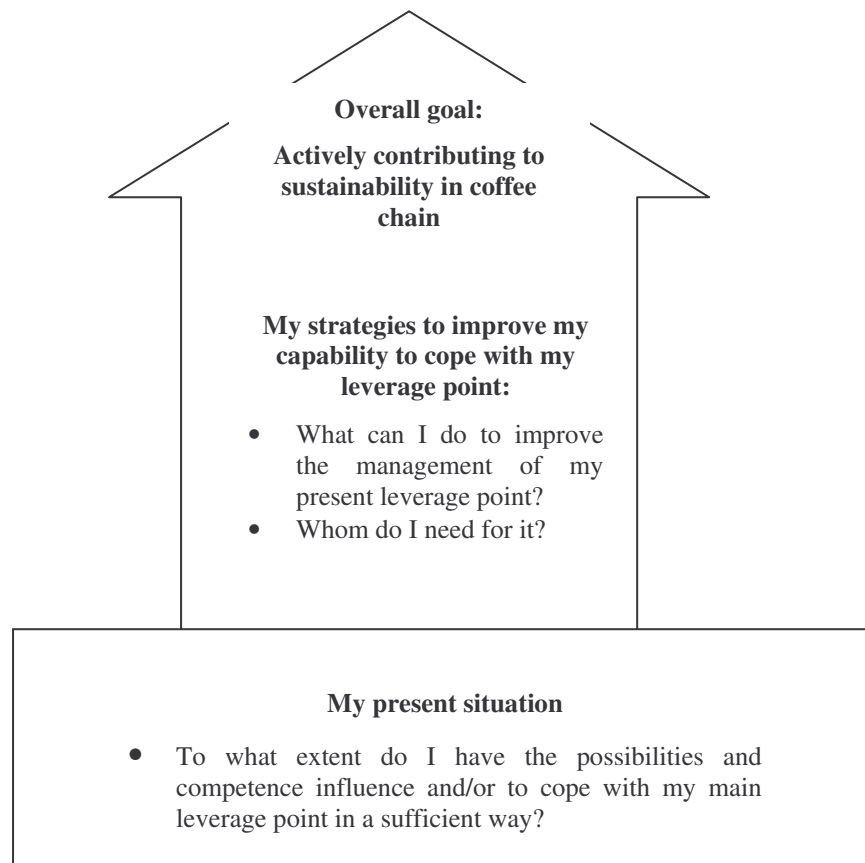 Overall goal:
Actively contributing to
sustainability in coffee
chain
My strategies to improve my
capability to cope with my
leverage point:
• What can I do to improve
the management of my
present leverage point?
• Whom do I need for it?
My present situation
• To what extent do I have the possibilities and
competence influence and/or to cope with my main
leverage point in a sufficient way?